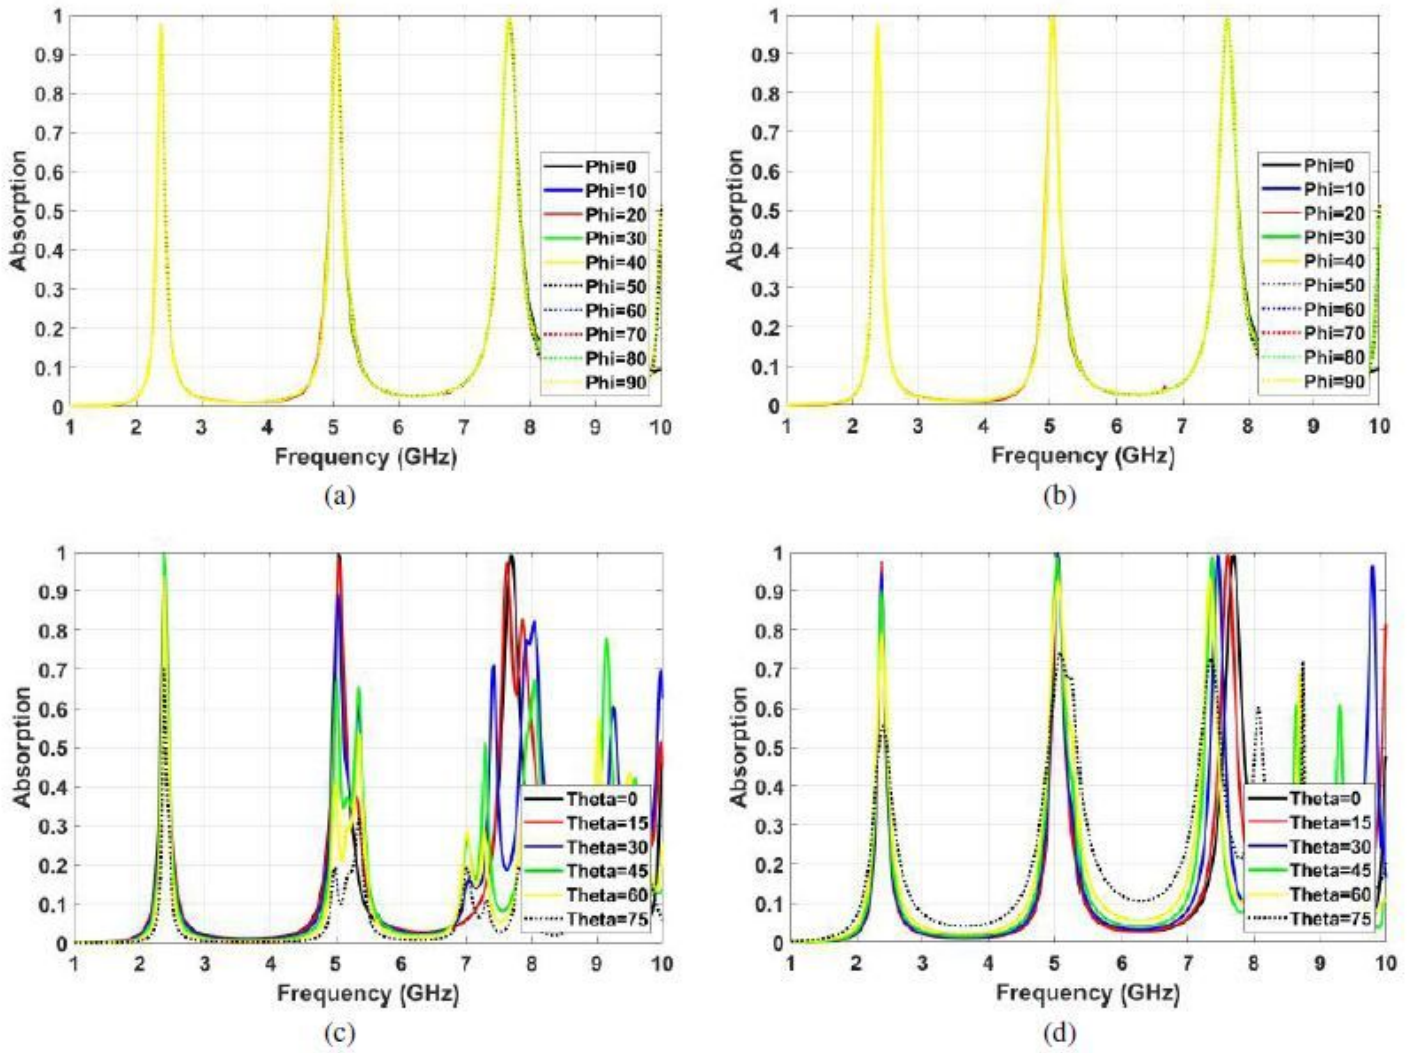 1
0.9
0.8
0.7
0.6
0.5
0.4
0.3
0.2
0.1
0
Absorption
Phi=0
Phi=10
Phi=20
Phi=30
Phi=40
Phi=50
Phi=60
Phi=70
Phi=80
Phi=90
1 2 3 4 5 6 7 8 9 10
Frequency (GHz)
(a)
1
0.9
0.8
0.7
0.6
0.5
0.4
0.3
0.2
0.1
0
Absorption
Phi=0
Phi=10
Phi=20
Phi=30
Phi=40
Phi=50
Phi=60
Phi=70
Phi=80
Phi=90
1 2 3 4 5 6 7 8 9 10
Frequency (GHz)
(b)
1
0.9
0.8
0.7
0.6
0.5
0.4
0.3
0.2
0.1
0
Absorption
Theta=0
Theta=15
Theta=30
Theta=45
Theta=60
Theta=75
1 2 3 4 5 6 7 8 9 10
Frequency (GHz)
(c)
1
0.9
0.8
0.7
0.6
0.5
0.4
0.3
0.2
0.1
0
Absorption
Theta=0
Theta=15
Theta=30
Theta=45
Theta=60
Theta=75
1 2 3 4 5 6 7 8 9 10
Frequency (GHz)
(d)